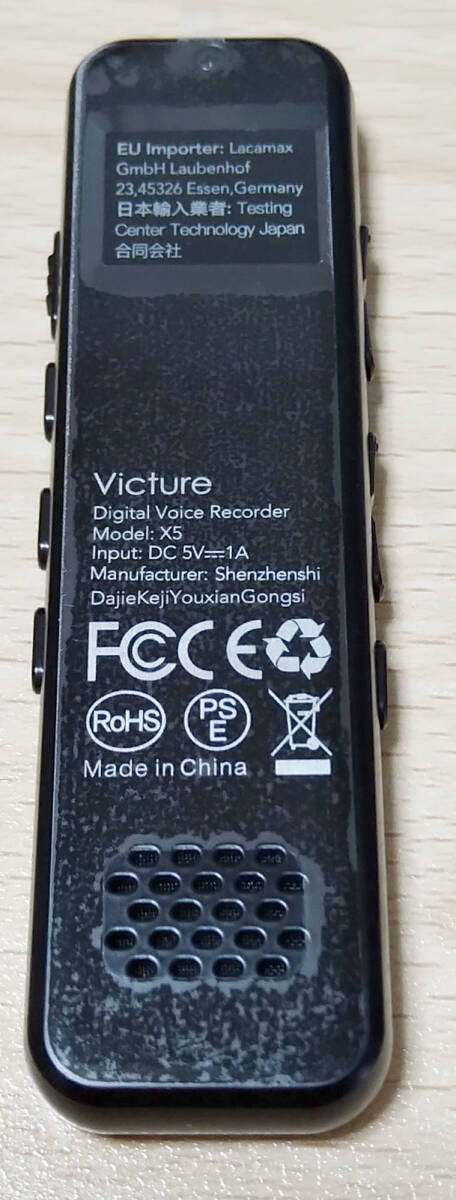 EU Importer: Lacamax
GmbH Laubenhof
23,45326 Essen,Germany
日本輸入業者: Testing
Center Technology Japan
合同会社
Victure
Digital Voice Recorder
Model: X5
Input: DC 5V⎓1A
Manufacturer: Shenzhenshi
DajieKejiYouxianGongsi
FCC CE
RoHS PSE
Made in China